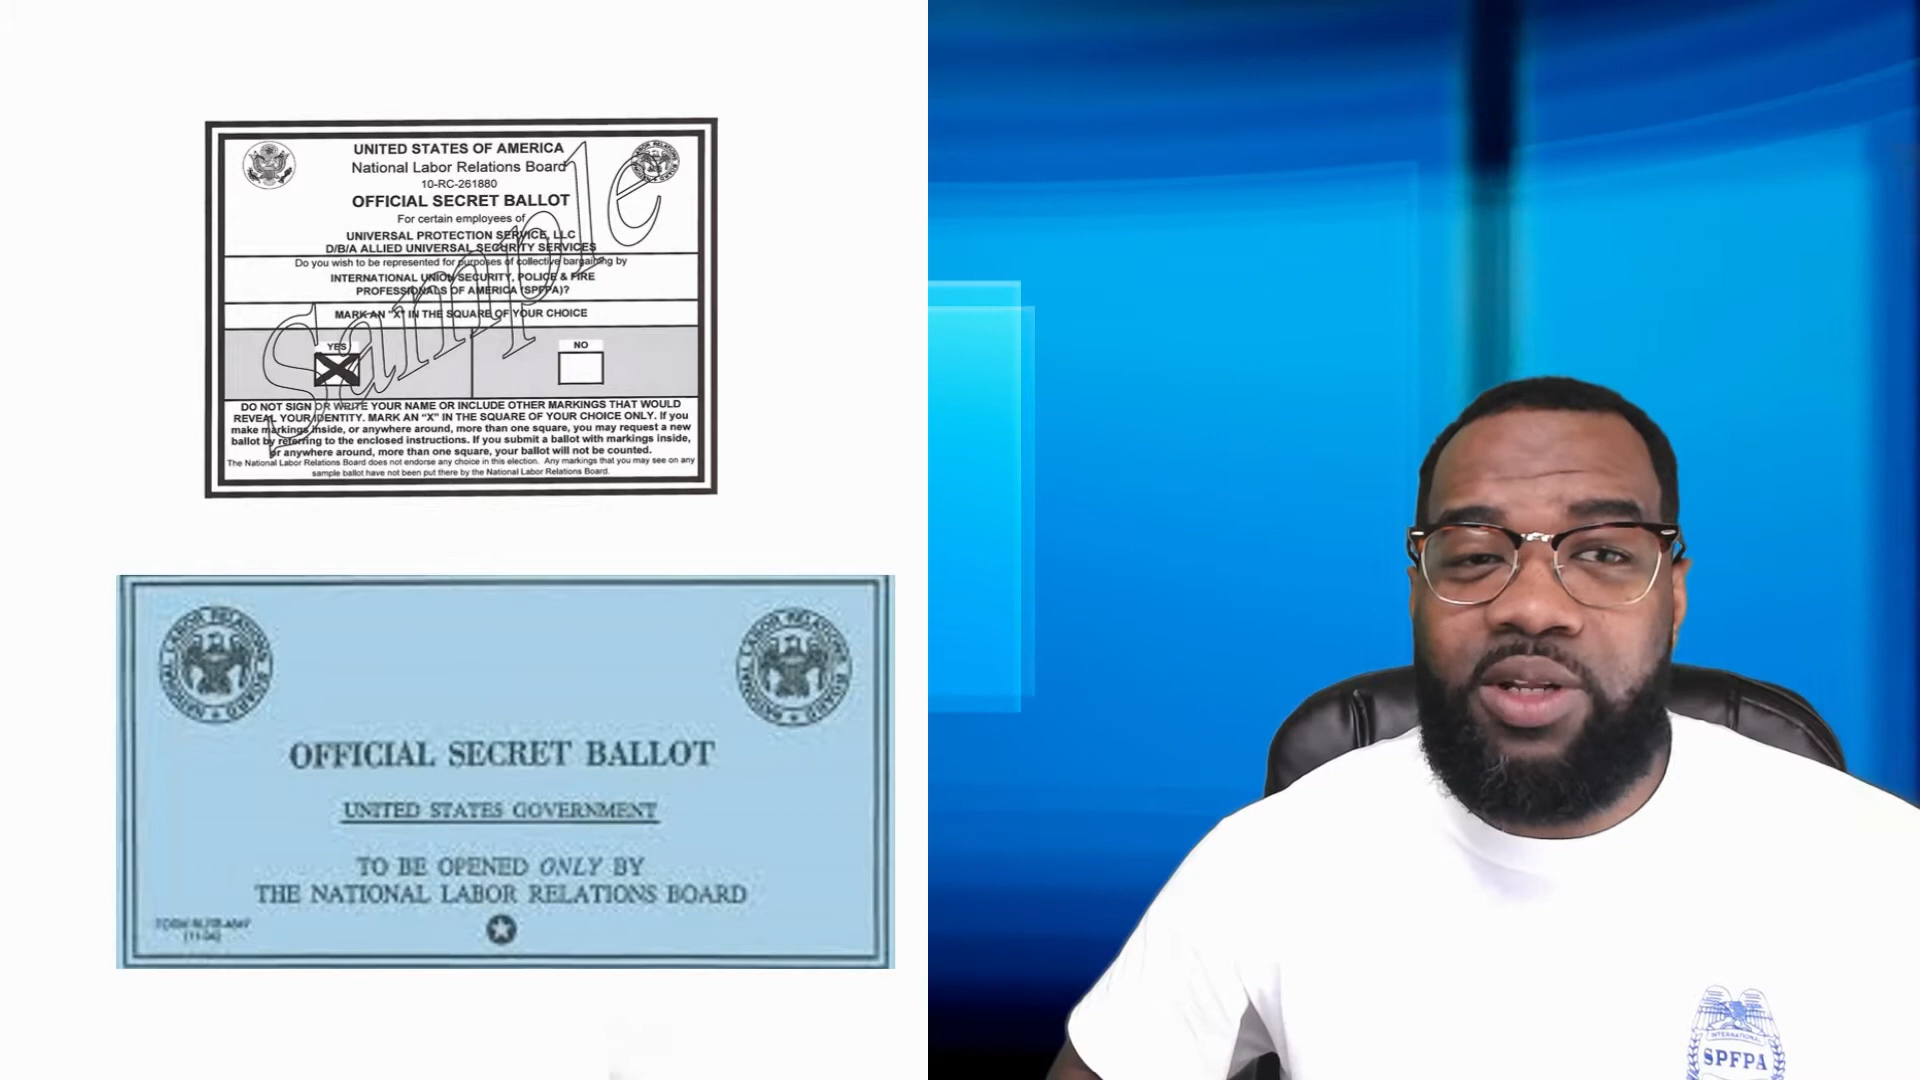 UNITED STATES OF AMERICA
National Labor Relations Board
10-RC-261880
OFFICIAL SECRET BALLOT
For certain employees of
UNIVERSAL PROTECTION SERVICE, LLC
D/B/A ALLIED UNIVERSAL SECURITY SERVICES
Do you wish to be represented for purposes of collective bargaining by
INTERNATIONAL UNION SECURITY, POLICE & FIRE
PROFESSIONALS OF AMERICA (SPFPA)?
MARK AN "X" IN THE SQUARE OF YOUR CHOICE
YES
NO
Sample
DO NOT SIGN OR WRITE YOUR NAME OR INCLUDE OTHER MARKINGS THAT WOULD
REVEAL YOUR IDENTITY. MARK AN "X" IN THE SQUARE OF YOUR CHOICE ONLY. If you
make markings inside, or anywhere around, more than one square, you may request a new
ballot by referring to the enclosed instructions. If you submit a ballot with markings inside,
or anywhere around, more than one square, your ballot will not be counted.
The National Labor Relations Board does not endorse any choice in this election. Any markings that you may see on any
sample ballot have not been put there by the National Labor Relations Board.
NATIONAL LABOR RELATIONS BOARD
NATIONAL LABOR RELATIONS BOARD
OFFICIAL SECRET BALLOT
UNITED STATES GOVERNMENT
TO BE OPENED ONLY BY
THE NATIONAL LABOR RELATIONS BOARD
INTERNATIONAL
SPFPA